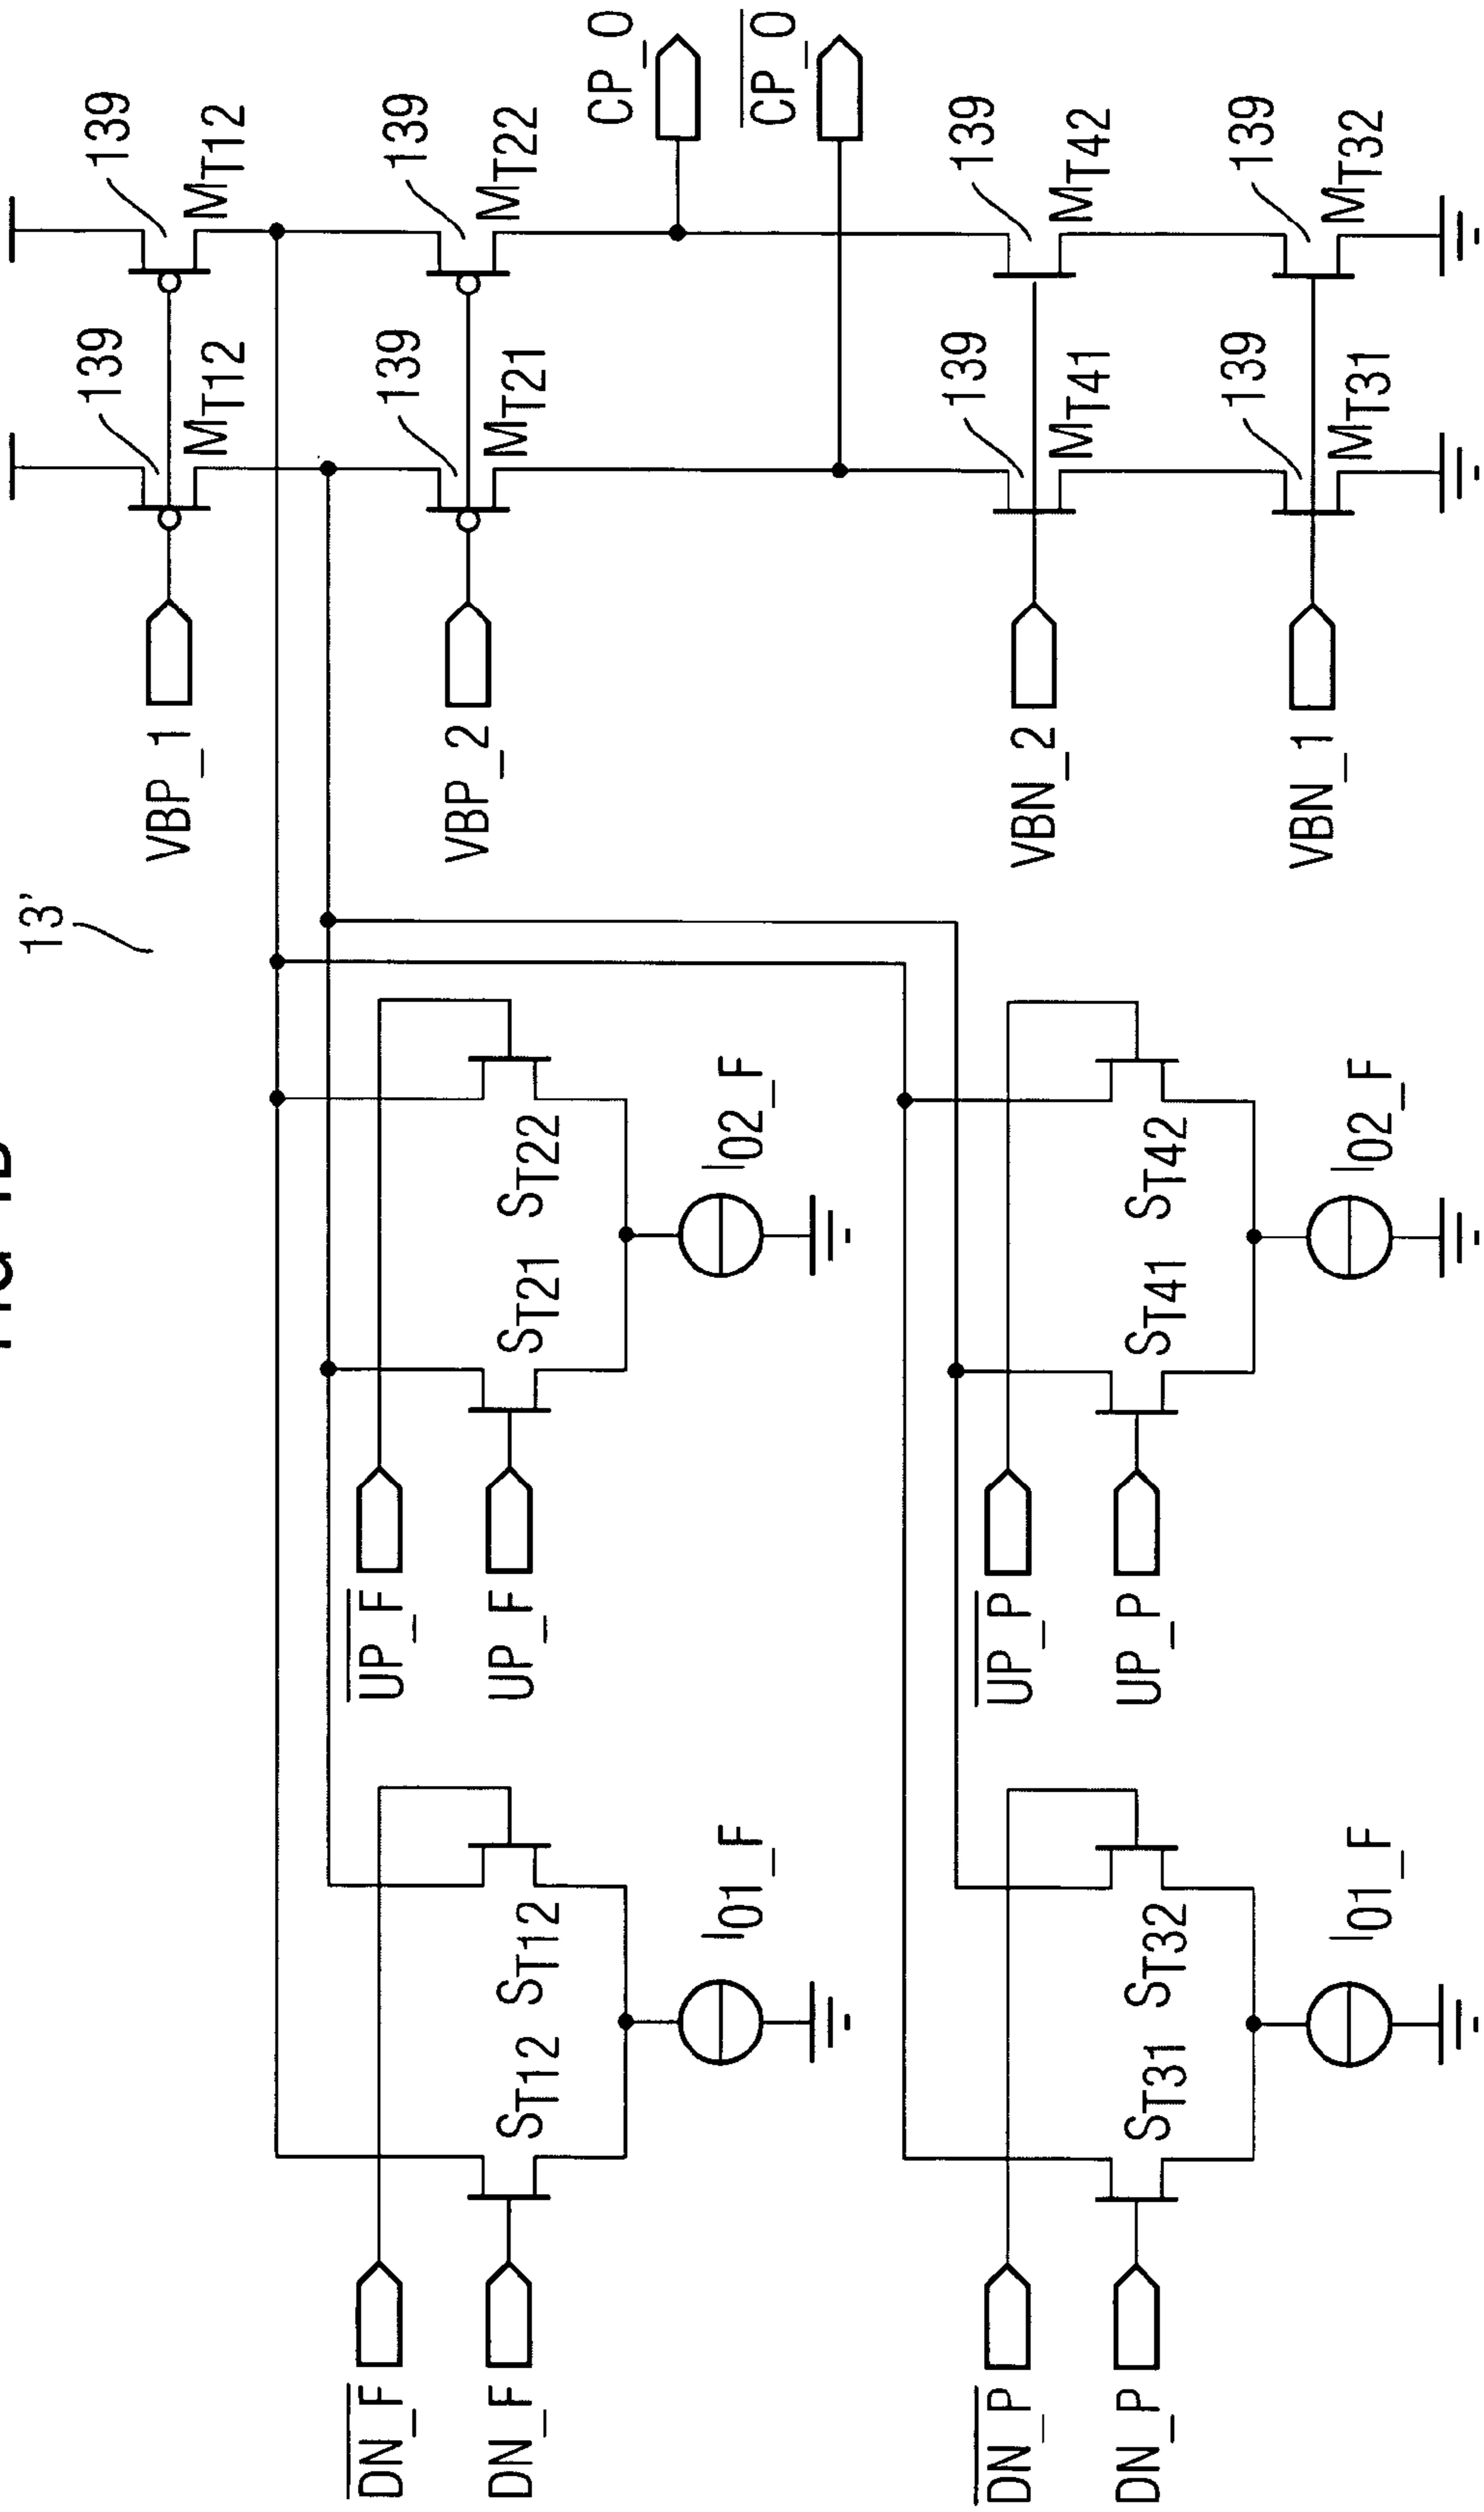 13'
VBP_1
139
MT12
139
MT12
VBP_2
139
MT21
139
MT22
CP_O
CP_O
VBN_2
139
MT41
139
MT42
VBN_1
139
MT31
139
MT32
DN_F
DN_F
ST12
ST12
I01_F
UP_F
UP_F
ST21
ST22
I02_F
DN_P
DN_P
ST31
ST32
I01_F
UP_P
UP_P
ST41
ST42
I02_F